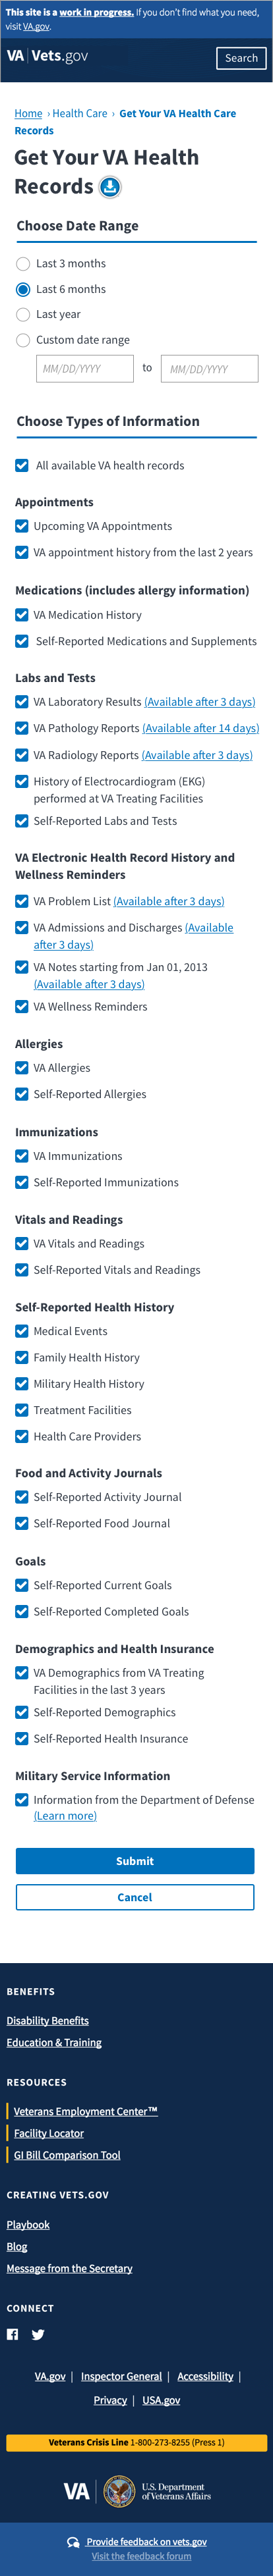 This site is a work in progress. If you don't find what you need,
visit VA.gov.
VA Vets.gov
Search
Home › Health Care › Get Your VA Health Care
Records
Get Your VA Health
Records
Choose Date Range
Last 3 months
Last 6 months
Last year
Custom date range
MM/DD/YYYY to MM/DD/YYYY
Choose Types of Information
All available VA health records
Appointments
Upcoming VA Appointments
VA appointment history from the last 2 years
Medications (includes allergy information)
VA Medication History
Self-Reported Medications and Supplements
Labs and Tests
VA Laboratory Results (Available after 3 days)
VA Pathology Reports (Available after 14 days)
VA Radiology Reports (Available after 3 days)
History of Electrocardiogram (EKG)
performed at VA Treating Facilities
Self-Reported Labs and Tests
VA Electronic Health Record History and
Wellness Reminders
VA Problem List (Available after 3 days)
VA Admissions and Discharges (Available
after 3 days)
VA Notes starting from Jan 01, 2013
(Available after 3 days)
VA Wellness Reminders
Allergies
VA Allergies
Self-Reported Allergies
Immunizations
VA Immunizations
Self-Reported Immunizations
Vitals and Readings
VA Vitals and Readings
Self-Reported Vitals and Readings
Self-Reported Health History
Medical Events
Family Health History
Military Health History
Treatment Facilities
Health Care Providers
Food and Activity Journals
Self-Reported Activity Journal
Self-Reported Food Journal
Goals
Self-Reported Current Goals
Self-Reported Completed Goals
Demographics and Health Insurance
VA Demographics from VA Treating
Facilities in the last 3 years
Self-Reported Demographics
Self-Reported Health Insurance
Military Service Information
Information from the Department of Defense
(Learn more)
Submit
Cancel
BENEFITS
Disability Benefits
Education & Training
RESOURCES
Veterans Employment Center™
Facility Locator
GI Bill Comparison Tool
CREATING VETS.GOV
Playbook
Blog
Message from the Secretary
CONNECT
VA.gov | Inspector General | Accessibility |
Privacy | USA.gov
Veterans Crisis Line 1-800-273-8255 (Press 1)
VA U.S. Department
of Veterans Affairs
Provide feedback on vets.gov
Visit the feedback forum